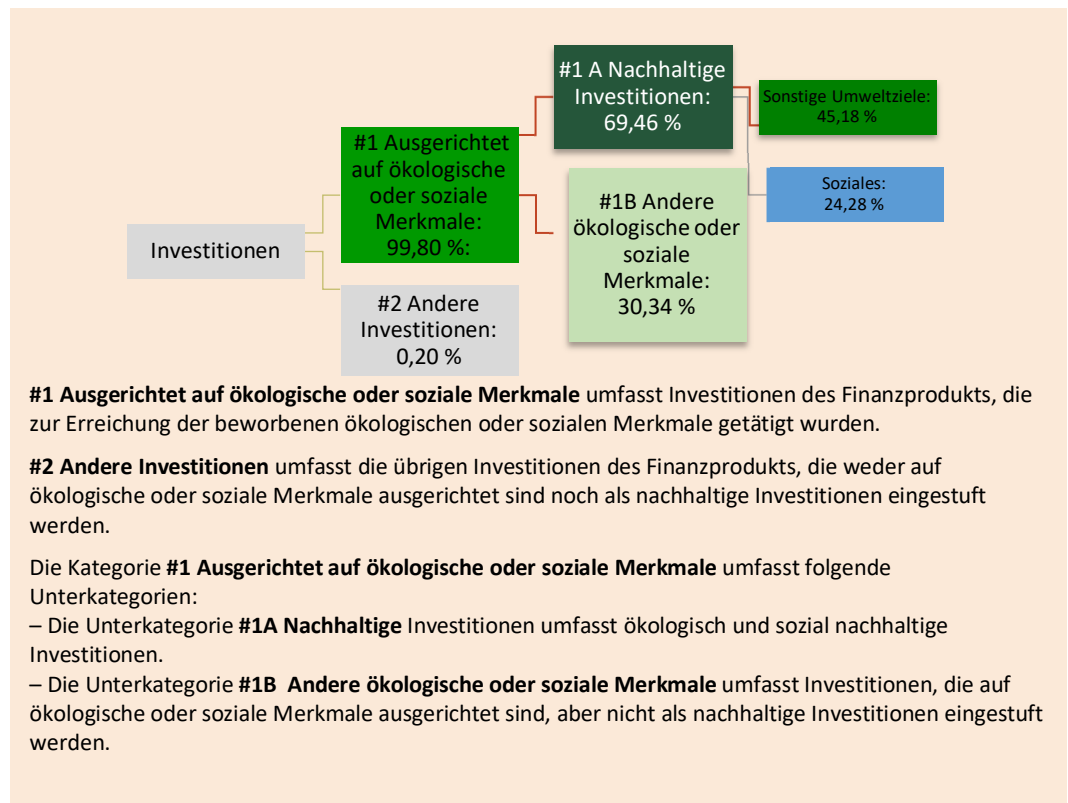 Investitionen
#1 Ausgerichtet
auf ökologische
oder soziale
Merkmale:
99,80 %:
#2 Andere
Investitionen:
0,20 %
#1 A Nachhaltige
Investitionen:
69,46 %
#1B Andere
ökologische oder
soziale
Merkmale:
30,34 %
Sonstige Umweltziele:
45,18 %
Soziales:
24,28 %
#1 Ausgerichtet auf ökologische oder soziale Merkmale umfasst Investitionen des Finanzprodukts, die
zur Erreichung der beworbenen ökologischen oder sozialen Merkmale getätigt wurden.
#2 Andere Investitionen umfasst die übrigen Investitionen des Finanzprodukts, die weder auf
ökologische oder soziale Merkmale ausgerichtet sind noch als nachhaltige Investitionen eingestuft
werden.
Die Kategorie #1 Ausgerichtet auf ökologische oder soziale Merkmale umfasst folgende
Unterkategorien:
– Die Unterkategorie #1A Nachhaltige Investitionen umfasst ökologisch und sozial nachhaltige
Investitionen.
– Die Unterkategorie #1B Andere ökologische oder soziale Merkmale umfasst Investitionen, die auf
ökologische oder soziale Merkmale ausgerichtet sind, aber nicht als nachhaltige Investitionen eingestuft
werden.